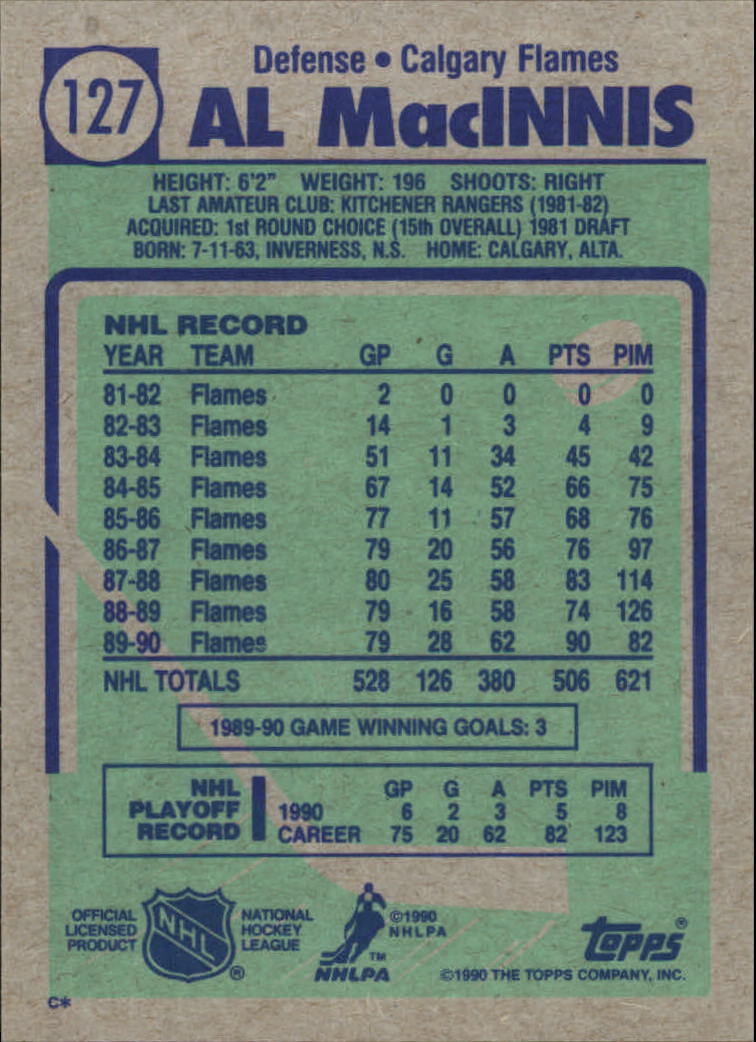 127
Defense • Calgary Flames
AL MacINNIS
HEIGHT: 6'2" WEIGHT: 196 SHOOTS: RIGHT
LAST AMATEUR CLUB: KITCHENER RANGERS (1981-82)
ACQUIRED: 1st ROUND CHOICE (15th OVERALL) 1981 DRAFT
BORN: 7-11-63, INVERNESS, N.S. HOME: CALGARY, ALTA.
NHL RECORD
YEAR TEAM GP G A PTS PIM
81-82 Flames 2 0 0 0 0
82-83 Flames 14 1 3 4 9
83-84 Flames 51 11 34 45 42
84-85 Flames 67 14 52 66 75
85-86 Flames 77 11 57 68 76
86-87 Flames 79 20 56 76 97
87-88 Flames 80 25 58 83 114
88-89 Flames 79 16 58 74 126
89-90 Flames 79 28 62 90 82
NHL TOTALS 528 126 380 506 621
1989-90 GAME WINNING GOALS: 3
NHL PLAYOFF RECORD
GP G A PTS PIM
1990 6 2 3 5 8
CAREER 75 20 62 82 123
OFFICIAL
LICENSED
PRODUCT
NHL
®
NATIONAL
HOCKEY
LEAGUE
©1990
NHLPA
TM
NHLPA
Topps®
©1990 THE TOPPS COMPANY, INC.
C*